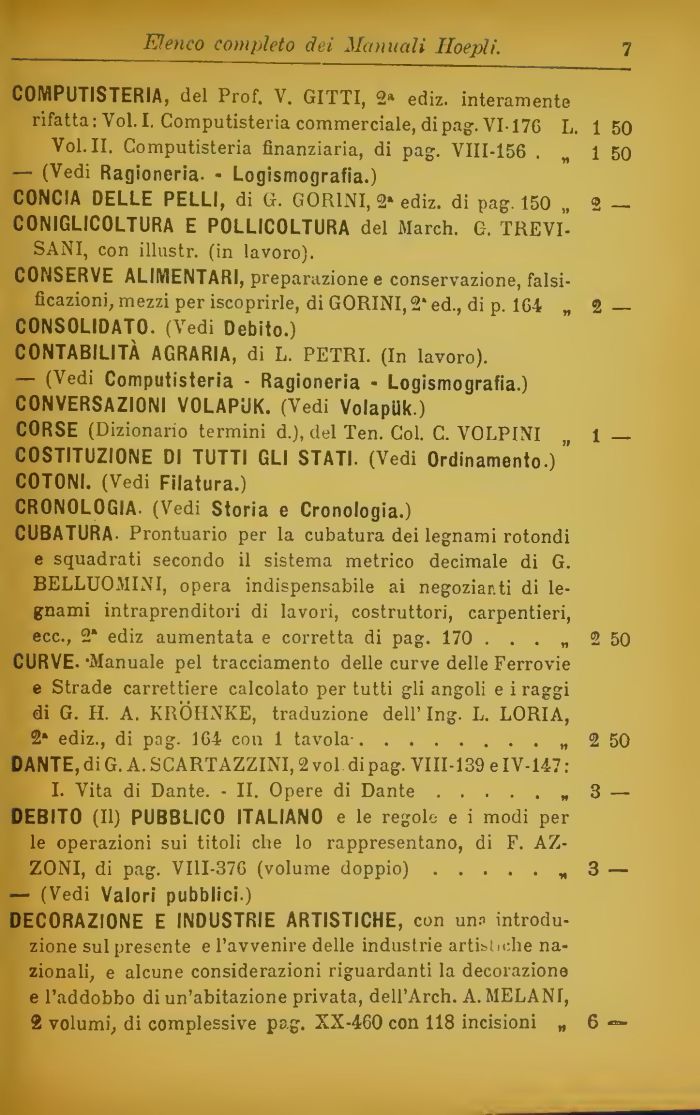 Elenco completo dei Manuali Hoepli. 7
COMPUTISTERIA, del Prof. V. GITTI, 2ª ediz. interamente
rifatta: Vol. I. Computisteria commerciale, di pag. VI-176 L. 1 50
Vol. II. Computisteria finanziaria, di pag. VIII-156 . „ 1 50
— (Vedi Ragioneria. - Logismografia.)
CONCIA DELLE PELLI, di G. GORINI, 2ª ediz. di pag. 150 „ 2 —
CONIGLICOLTURA E POLLICOLTURA del March. G. TREVI-
SANI, con illustr. (in lavoro).
CONSERVE ALIMENTARI, preparazione e conservazione, falsi-
ficazioni, mezzi per iscoprirle, di GORINI, 2ª ed., di p. 164 „ 2 —
CONSOLIDATO. (Vedi Debito.)
CONTABILITÀ AGRARIA, di L. PETRI. (In lavoro).
— (Vedi Computisteria - Ragioneria - Logismografia.)
CONVERSAZIONI VOLAPÜK. (Vedi Volapük.)
CORSE (Dizionario termini d.), del Ten. Col. C. VOLPINI „ 1 —
COSTITUZIONE DI TUTTI GLI STATI. (Vedi Ordinamento.)
COTONI. (Vedi Filatura.)
CRONOLOGIA. (Vedi Storia e Cronologia.)
CUBATURA. Prontuario per la cubatura dei legnami rotondi
e squadrati secondo il sistema metrico decimale di G.
BELLUOMINI, opera indispensabile ai negozianti di le-
gnami intraprenditori di lavori, costruttori, carpentieri,
ecc., 2ª ediz aumentata e corretta di pag. 170 . . . „ 2 50
CURVE. Manuale pel tracciamento delle curve delle Ferrovie
e Strade carrettiere calcolato per tutti gli angoli e i raggi
di G. H. A. KRÖHNKE, traduzione dell' Ing. L. LORIA,
2ª ediz., di pag. 164 con 1 tavola . . . . . . . . „ 2 50
DANTE, di G. A. SCARTAZZINI, 2 vol. di pag. VIII-139 e IV-147:
I. Vita di Dante. - II. Opere di Dante . . . . . „ 3 —
DEBITO (Il) PUBBLICO ITALIANO e le regole e i modi per
le operazioni sui titoli che lo rappresentano, di F. AZ-
ZONI, di pag. VIII-376 (volume doppio) . . . . . „ 3 —
— (Vedi Valori pubblici.)
DECORAZIONE E INDUSTRIE ARTISTICHE, con una introdu-
zione sul presente e l'avvenire delle industrie artistiche na-
zionali, e alcune considerazioni riguardanti la decorazione
e l'addobbo di un'abitazione privata, dell'Arch. A. MELANI,
2 volumi, di complessive pag. XX-460 con 118 incisioni „ 6 —